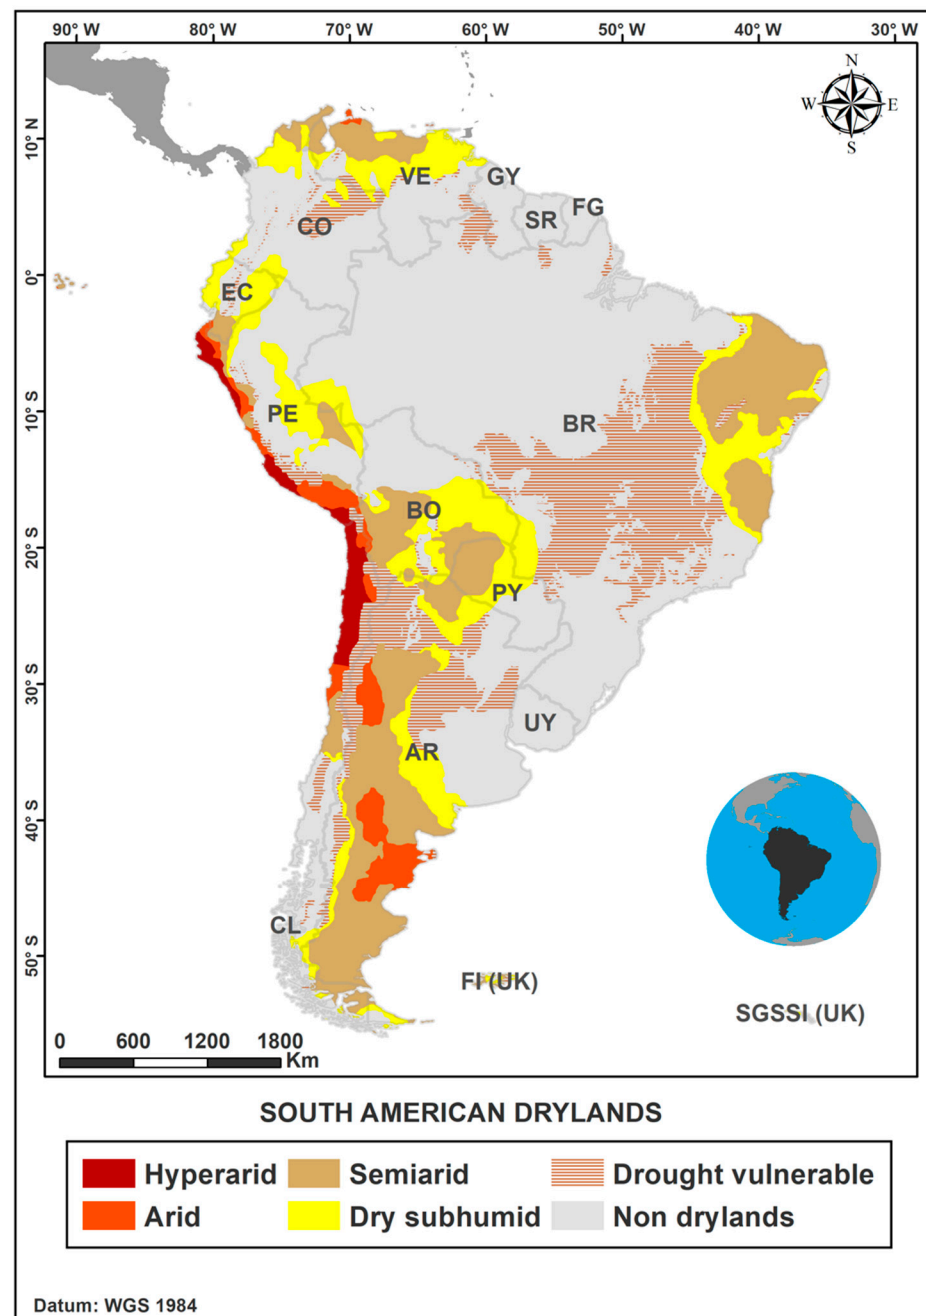 90° W 80° W 70° W 60° W 50° W 40° W 30° W
N
W E
S
10° N
0°
10° S
20° S
30° S
40° S
50° S
VE
GY
CO
SR
FG
EC
PE
BR
BO
PY
UY
AR
CL
FI (UK)
SGSSI (UK)
0 600 1200 1800
Km
SOUTH AMERICAN DRYLANDS
Hyperarid Semiarid Drought vulnerable
Arid Dry subhumid Non drylands
Datum: WGS 1984